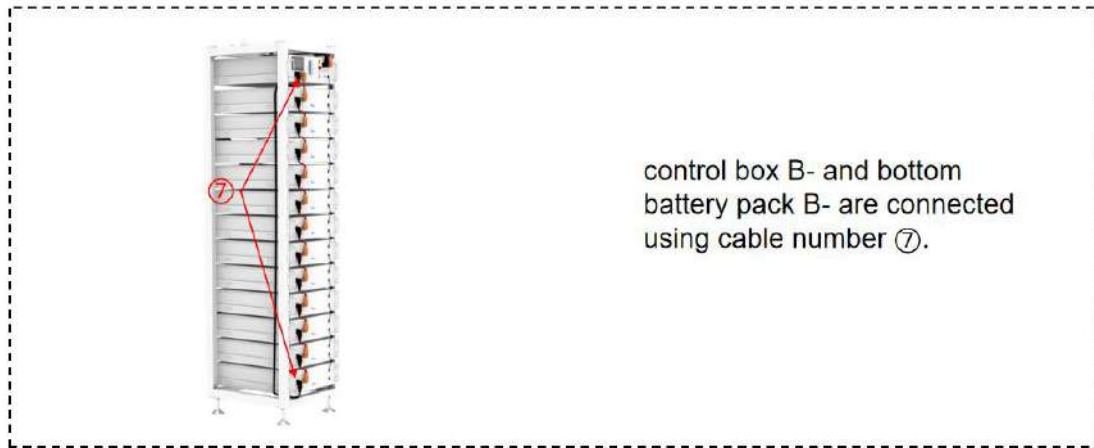 ⑦
control box B- and bottom
battery pack B- are connected
using cable number ⑦.